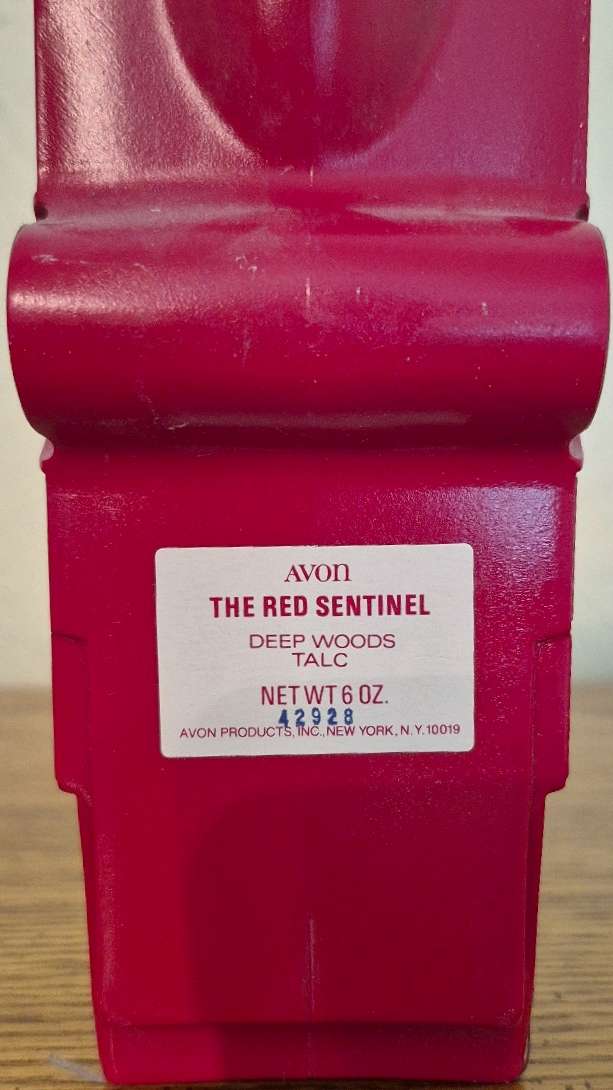 AVON
THE RED SENTINEL
DEEP WOODS
TALC
NET WT 6 OZ.
42928
AVON PRODUCTS, INC., NEW YORK, N.Y. 10019